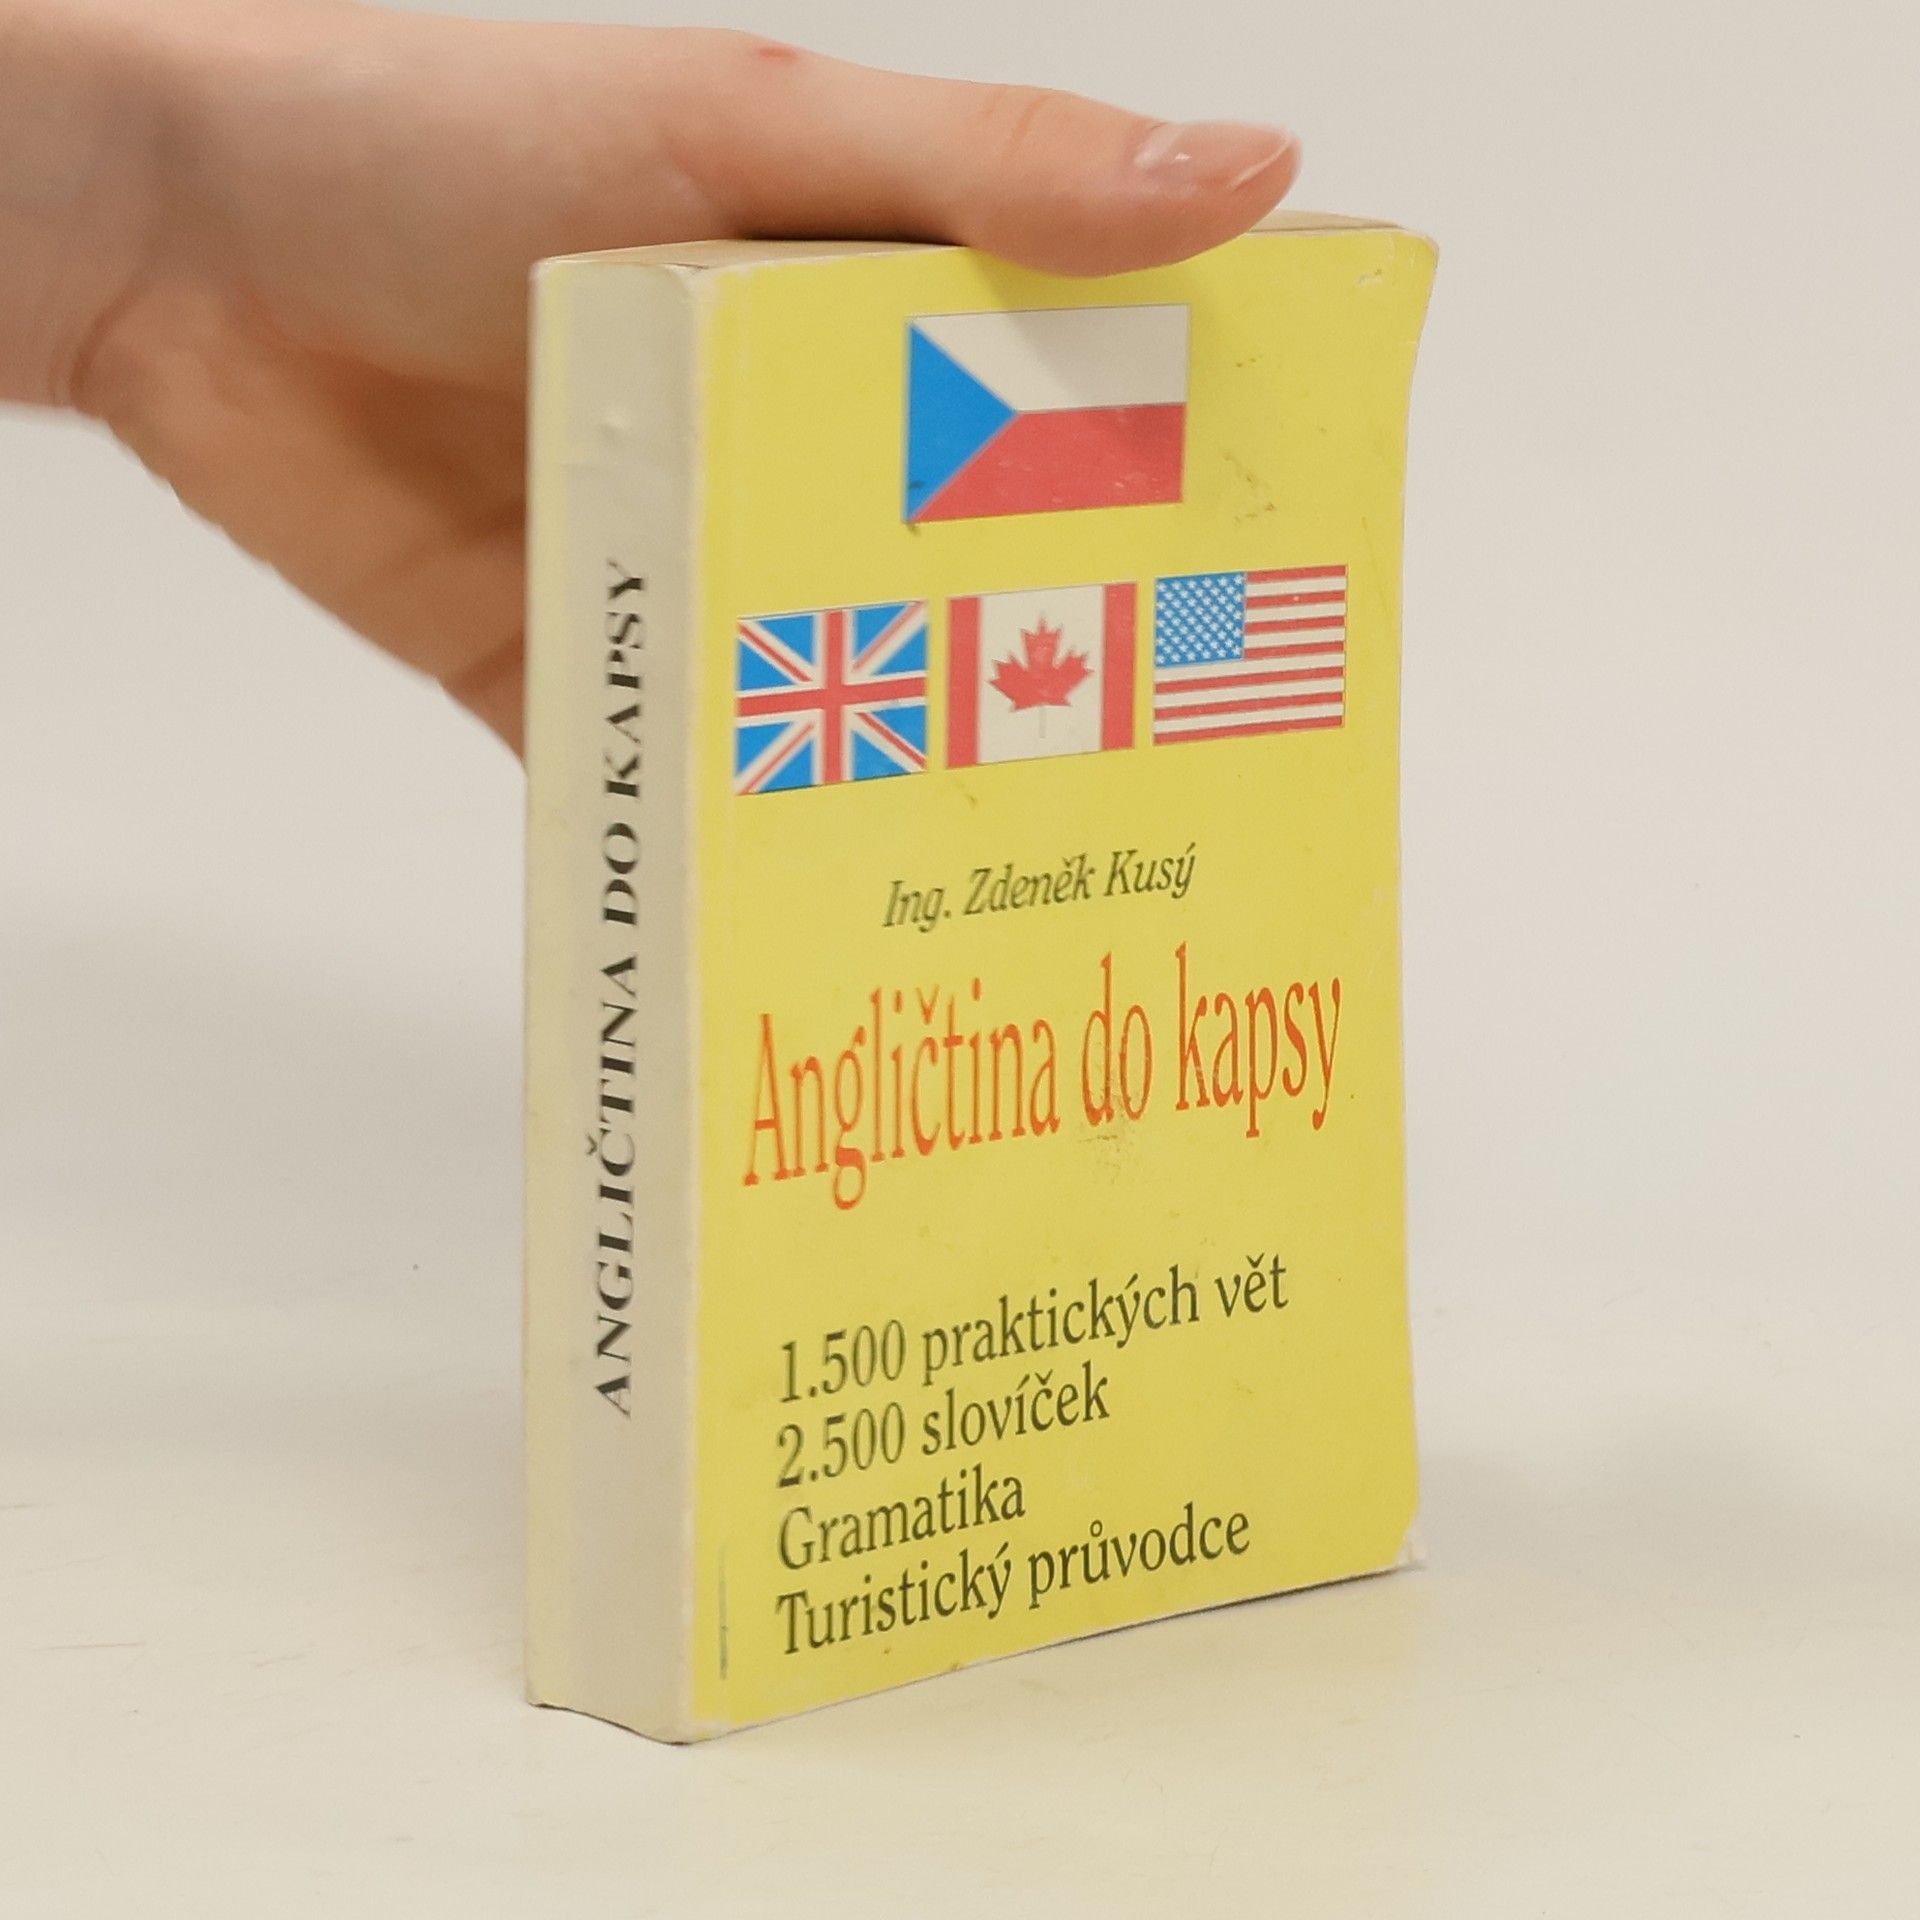 ANGLIČTINA DO KAPSY
Ing. Zdeněk Kusý
Angličtina do kapsy
1.500 praktických vět
2.500 slovíček
Gramatika
Turistický průvodce